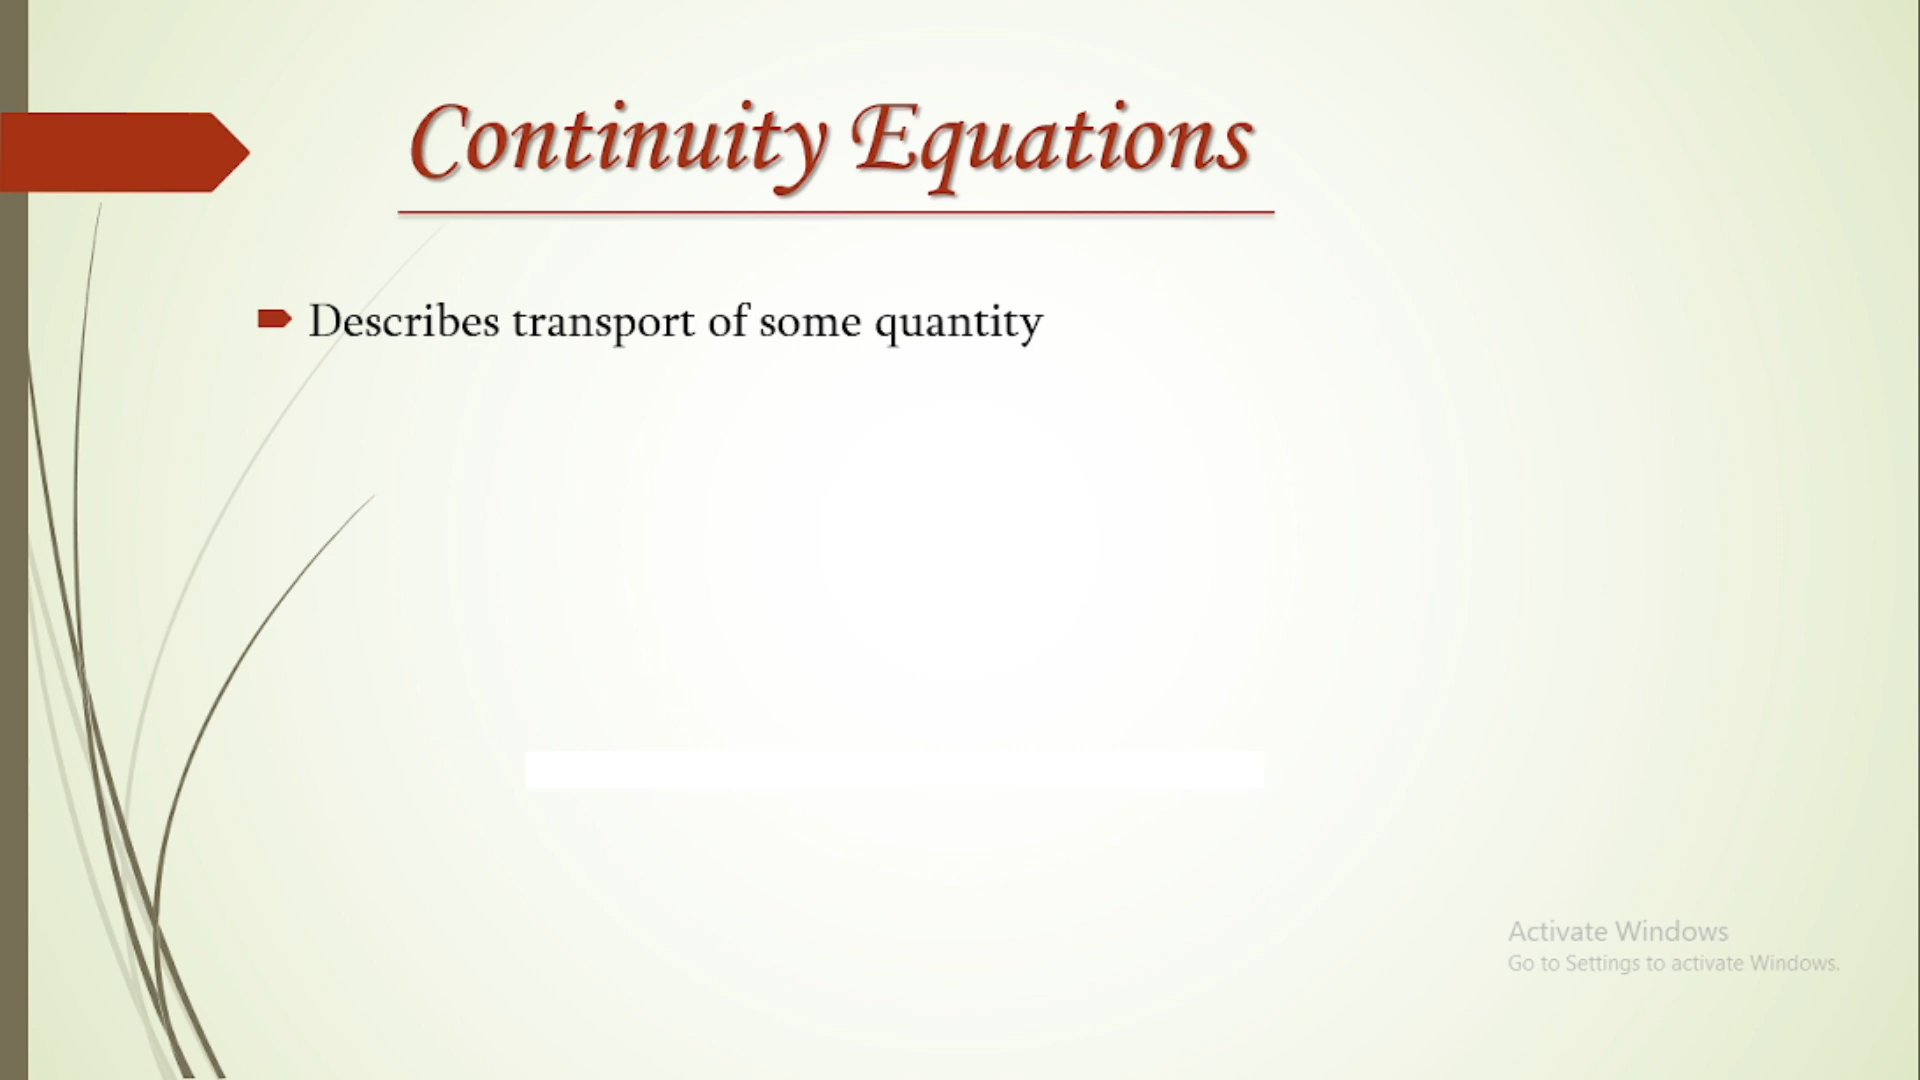 Continuity Equations
Describes transport of some quantity
Activate Windows
Go to Settings to activate Windows.